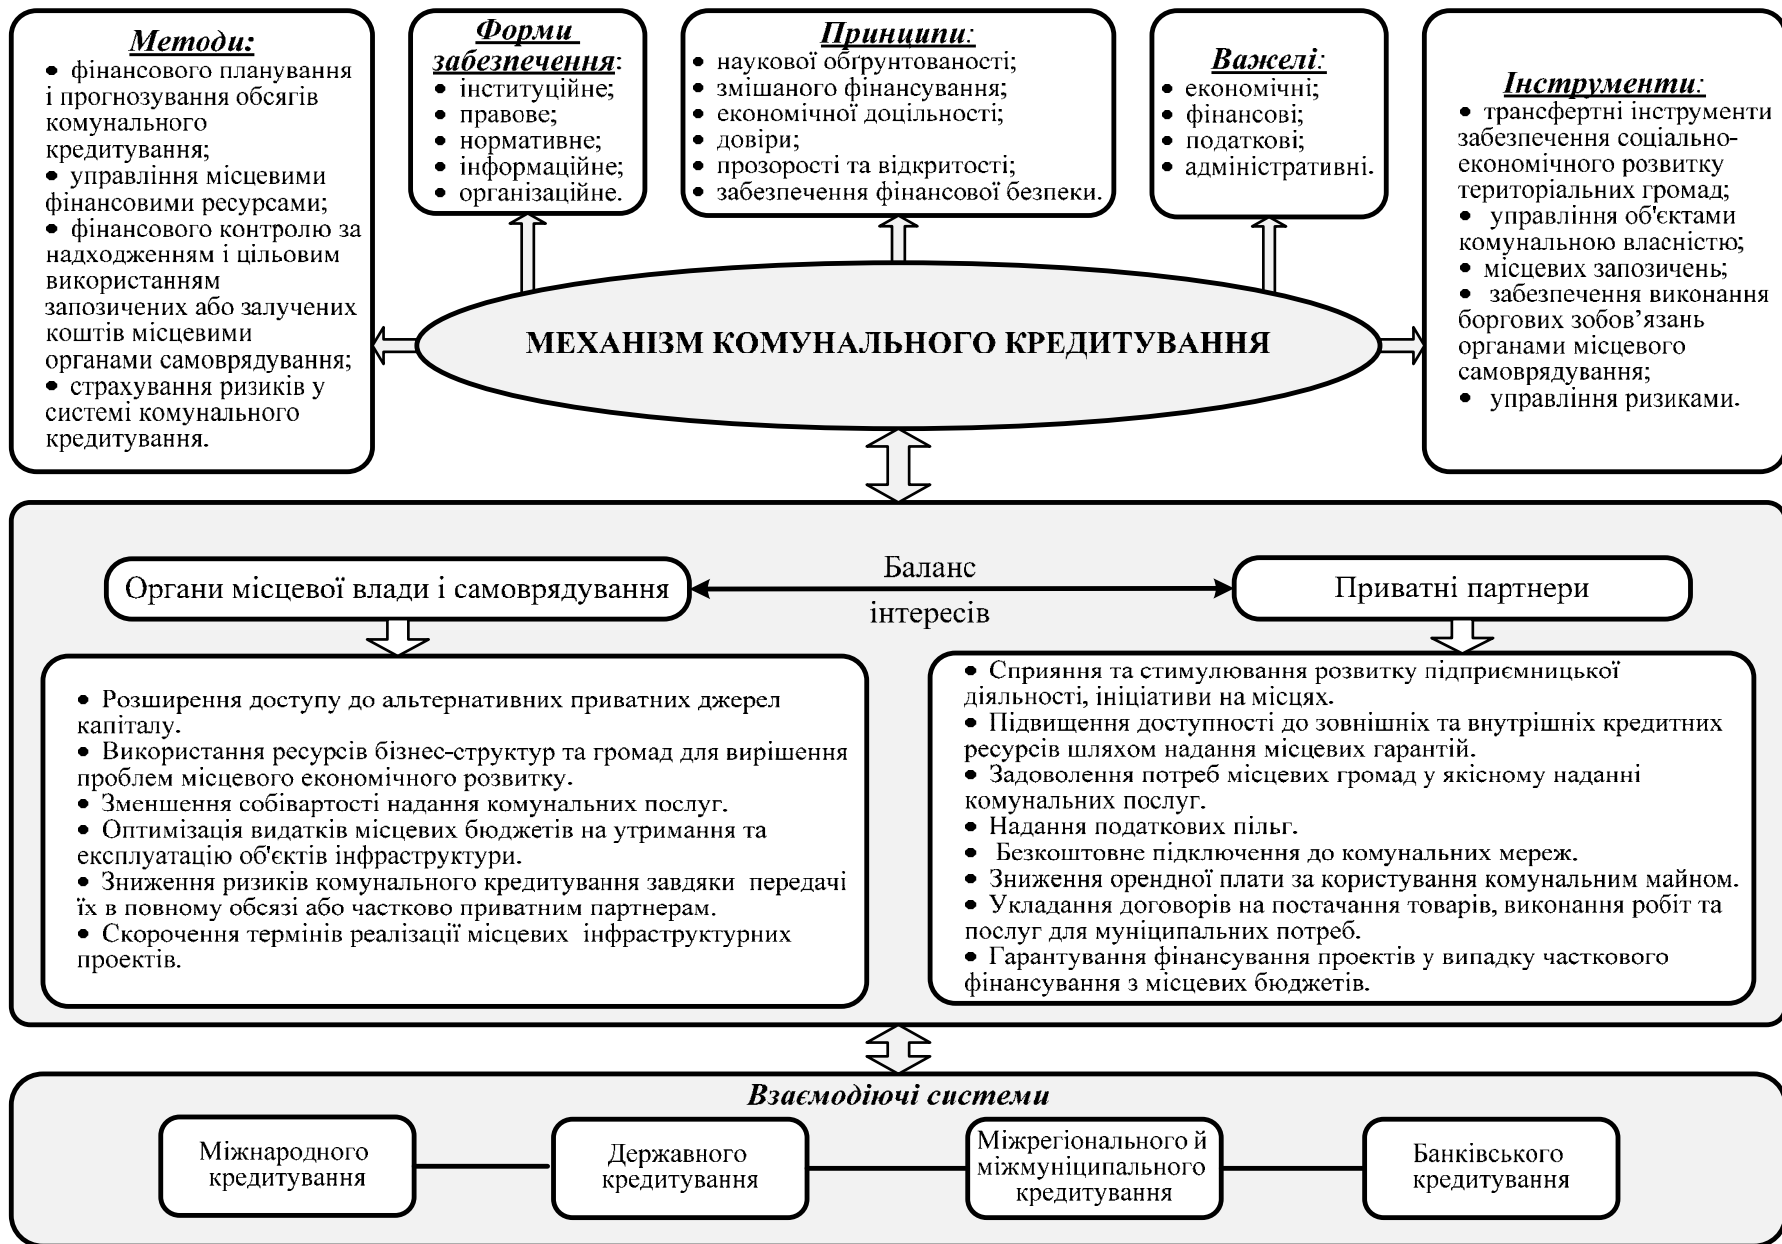 Методи:
• фінансового планування
і прогнозування обсягів
комунального
кредитування;
• управління місцевими
фінансовими ресурсами;
• фінансового контролю за
надходженням і цільовим
використанням
запозичених або залучених
коштів місцевими
органами самоврядування;
• страхування ризиків у
системі комунального
кредитування.
Форми
забезпечення:
• інституційне;
• правове;
• нормативне;
• інформаційне;
• організаційне.
Принципи:
• наукової обґрунтованості;
• змішаного фінансування;
• економічної доцільності;
• довіри;
• прозорості та відкритості;
• забезпечення фінансової безпеки.
Важелі:
• економічні;
• фінансові;
• податкові;
• адміністративні.
Інструменти:
• трансфертні інструменти
забезпечення соціально-
економічного розвитку
територіальних громад;
• управління об'єктами
комунальною власністю;
• місцевих запозичень;
• забезпечення виконання
боргових зобов’язань
органами місцевого
самоврядування;
• управління ризиками.
МЕХАНІЗМ КОМУНАЛЬНОГО КРЕДИТУВАННЯ
Органи місцевої влади і самоврядування
Баланс
інтересів
Приватні партнери
• Розширення доступу до альтернативних приватних джерел
капіталу.
• Використання ресурсів бізнес-структур та громад для вирішення
проблем місцевого економічного розвитку.
• Зменшення собівартості надання комунальних послуг.
• Оптимізація видатків місцевих бюджетів на утримання та
експлуатацію об'єктів інфраструктури.
• Зниження ризиків комунального кредитування завдяки передачі
їх в повному обсязі або частково приватним партнерам.
• Скорочення термінів реалізації місцевих інфраструктурних
проектів.
• Сприяння та стимулювання розвитку підприємницької
діяльності, ініціативи на місцях.
• Підвищення доступності до зовнішніх та внутрішніх кредитних
ресурсів шляхом надання місцевих гарантій.
• Задоволення потреб місцевих громад у якісному наданні
комунальних послуг.
• Надання податкових пільг.
• Безкоштовне підключення до комунальних мереж.
• Зниження орендної плати за користування комунальним майном.
• Укладання договорів на постачання товарів, виконання робіт та
послуг для муніципальних потреб.
• Гарантування фінансування проектів у випадку часткового
фінансування з місцевих бюджетів.
Взаємодіючі системи
Міжнародного
кредитування
Державного
кредитування
Міжрегіонального й
міжмуніципального
кредитування
Банківського
кредитування